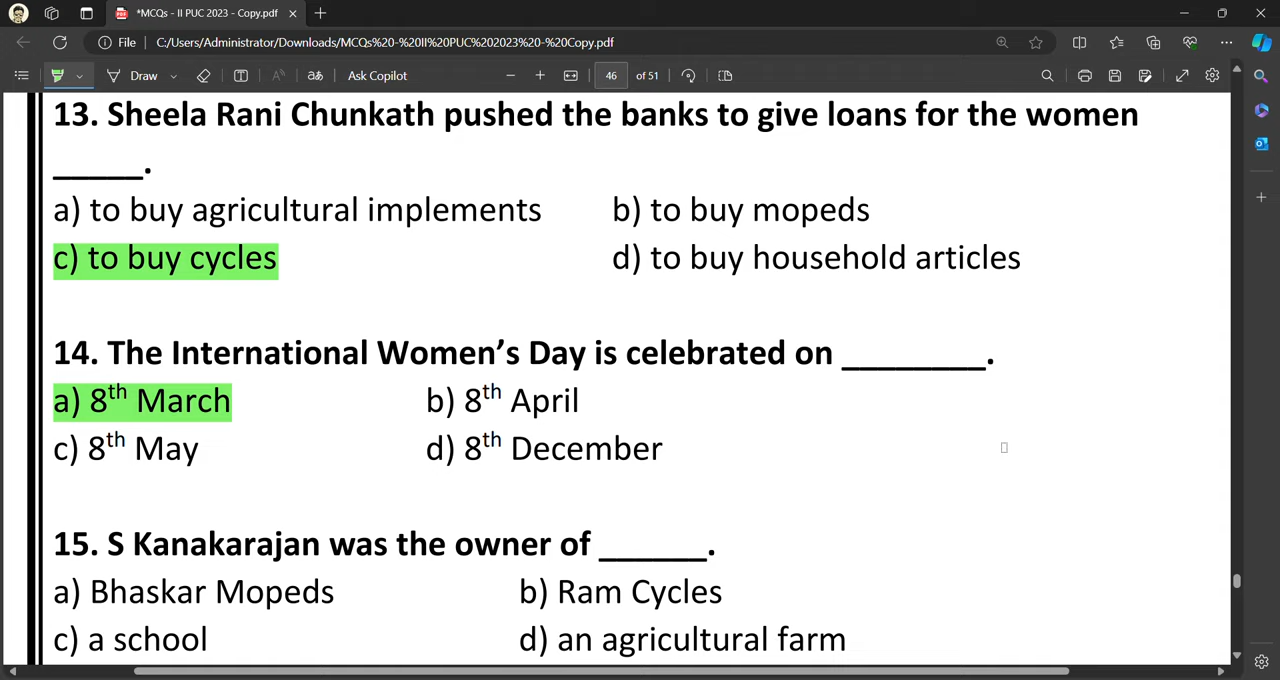 *MCQs - II PUC 2023 - Copy.pdf
File C:/Users/Administrator/Downloads/MCQs%20-%20II%20PUC%202023%20-%20Copy.pdf
Draw Ask Copilot 46 of 51
13. Sheela Rani Chunkath pushed the banks to give loans for the women
_____.
a) to buy agricultural implements b) to buy mopeds
c) to buy cycles d) to buy household articles
14. The International Women’s Day is celebrated on ________.
a) 8th March b) 8th April
c) 8th May d) 8th December
15. S Kanakarajan was the owner of ______.
a) Bhaskar Mopeds b) Ram Cycles
c) a school d) an agricultural farm